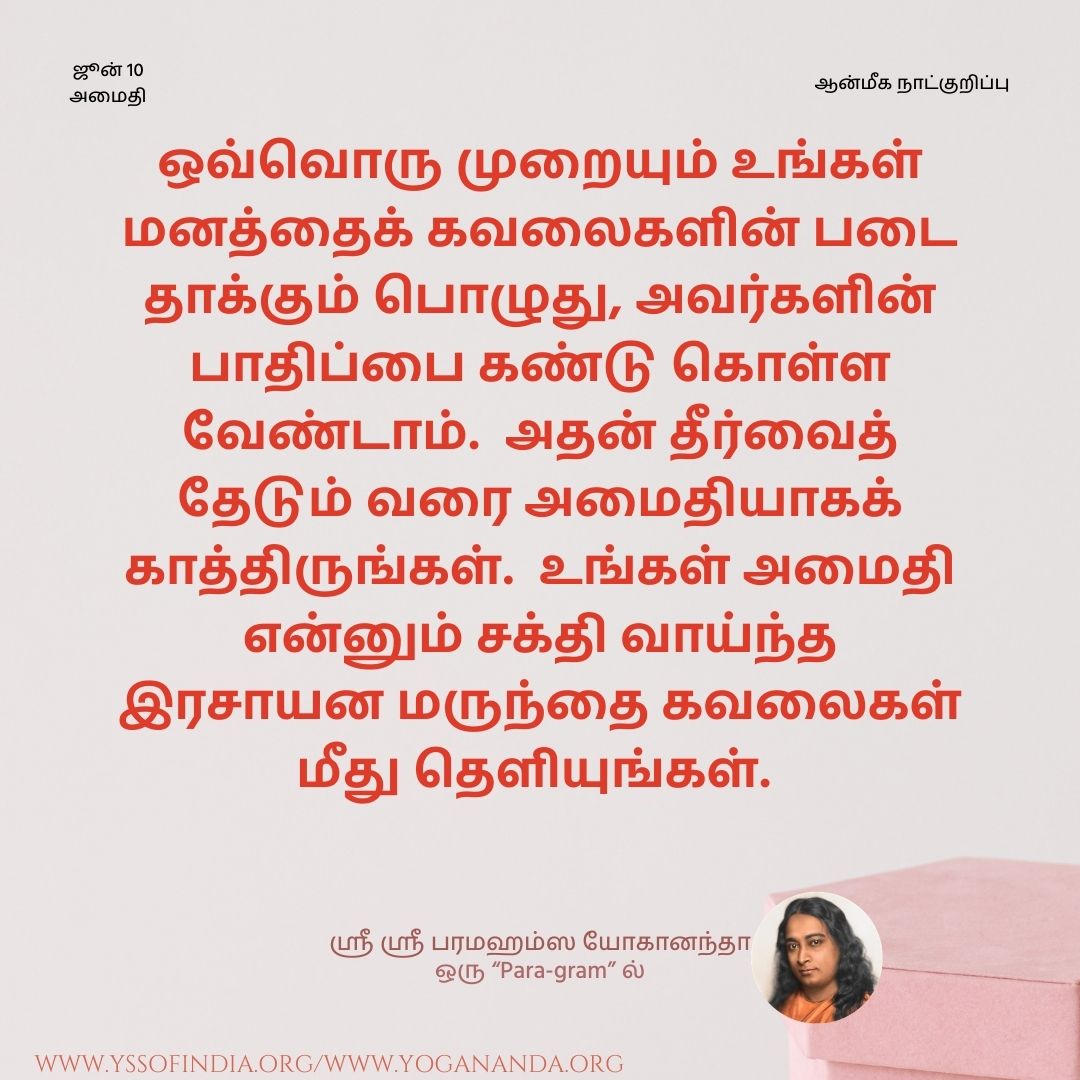 ஜூன் 10
அமைதி
ஆன்மீக நாட்குறிப்பு
ஒவ்வொரு முறையும் உங்கள்
மனத்தைக் கவலைகளின் படை
தாக்கும் பொழுது, அவர்களின்
பாதிப்பை கண்டு கொள்ள
வேண்டாம்.  அதன் தீர்வைத்
தேடும் வரை அமைதியாகக்
காத்திருங்கள்.  உங்கள் அமைதி
என்னும் சக்தி வாய்ந்த
இரசாயன மருந்தை கவலைகள்
மீது தெளியுங்கள்.
ஸ்ரீ ஸ்ரீ பரமஹம்ஸ யோகானந்தா
ஒரு “Para-gram” ல்
WWW.YSSOFINDIA.ORG/WWW.YOGANANDA.ORG